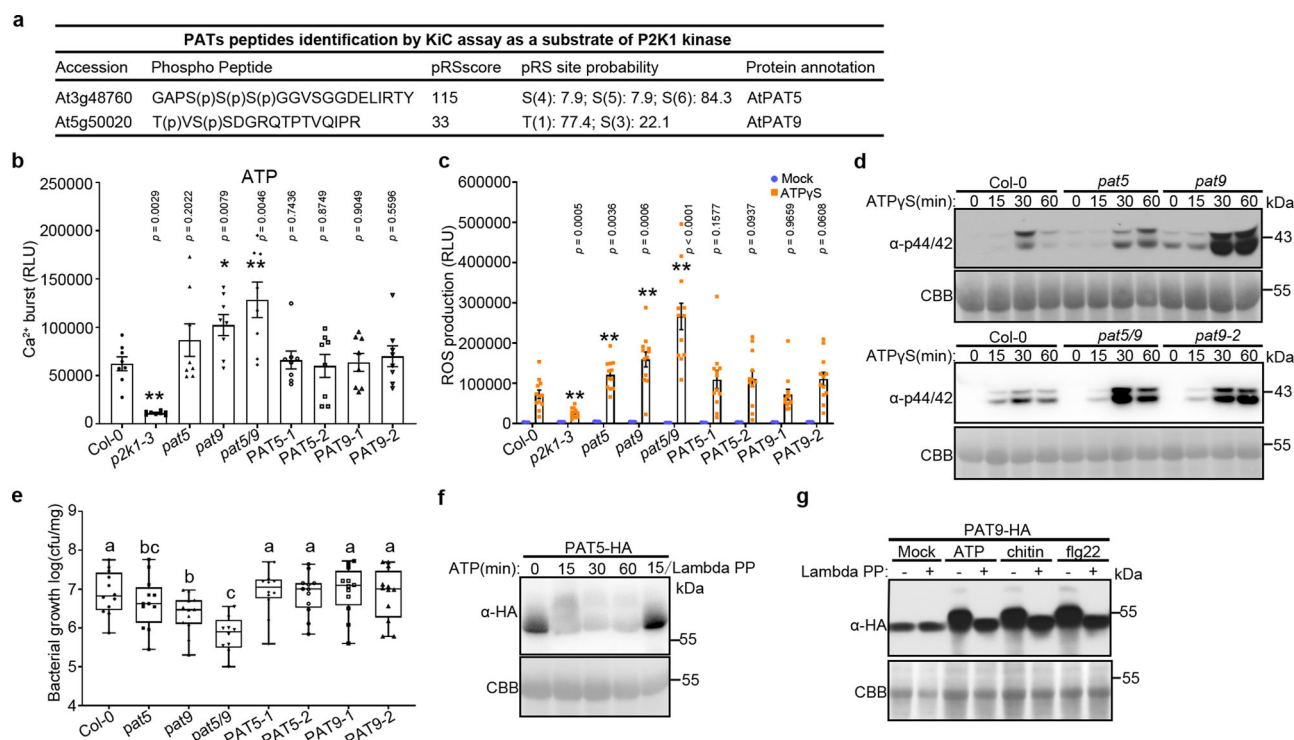 a
PATs peptides identification by KiC assay as a substrate of P2K1 kinase
Accession Phospho Peptide pRSscore pRS site probability Protein annotation
At3g48760 GAPS(p)S(p)S(p)GGVSGGDELIRTY 115 S(4): 7.9; S(5): 7.9; S(6): 84.3 AtPAT5
At5g50020 T(p)VS(p)SDGRQTPTVQIPR 33 T(1): 77.4; S(3): 22.1 AtPAT9
b
ATP
Ca²⁺ burst (RLU)
250000
200000
150000
100000
50000
0
p = 0.0029
p = 0.2022
p = 0.0079
p = 0.0046
p = 0.7436
p = 0.8749
p = 0.9049
p = 0.5596
** * **
Col-0 p2k1-3 pat5 pat9 pat5/9 PAT5-1 PAT5-2 PAT9-1 PAT9-2
c
Mock
ATPγS
ROS production (RLU)
600000
500000
400000
300000
200000
100000
0
p = 0.0005
p = 0.0036
p = 0.0006
p < 0.0001
p = 0.1577
p = 0.0937
p = 0.9659
p = 0.0608
** ** ** **
Col-0 p2k1-3 pat5 pat9 pat5/9 PAT5-1 PAT5-2 PAT9-1 PAT9-2
d
Col-0 pat5 pat9
ATPγS(min): 0 15 30 60 0 15 30 60 0 15 30 60 kDa
α-p44/42 43
CBB 55
Col-0 pat5/9 pat9-2
ATPγS(min): 0 15 30 60 0 15 30 60 0 15 30 60 kDa
α-p44/42 43
CBB 55
e
Bacterial growth log(cfu/mg)
9
8
7
6
5
4
a bc b c a a a a
Col-0 pat5 pat9 pat5/9 PAT5-1 PAT5-2 PAT9-1 PAT9-2
f
PAT5-HA
ATP(min): 0 15 30 60 15/Lambda PP
kDa
α-HA
55
CBB 55
g
PAT9-HA
Mock ATP chitin flg22
Lambda PP: - + - + - + - + kDa
α-HA 55
CBB 55